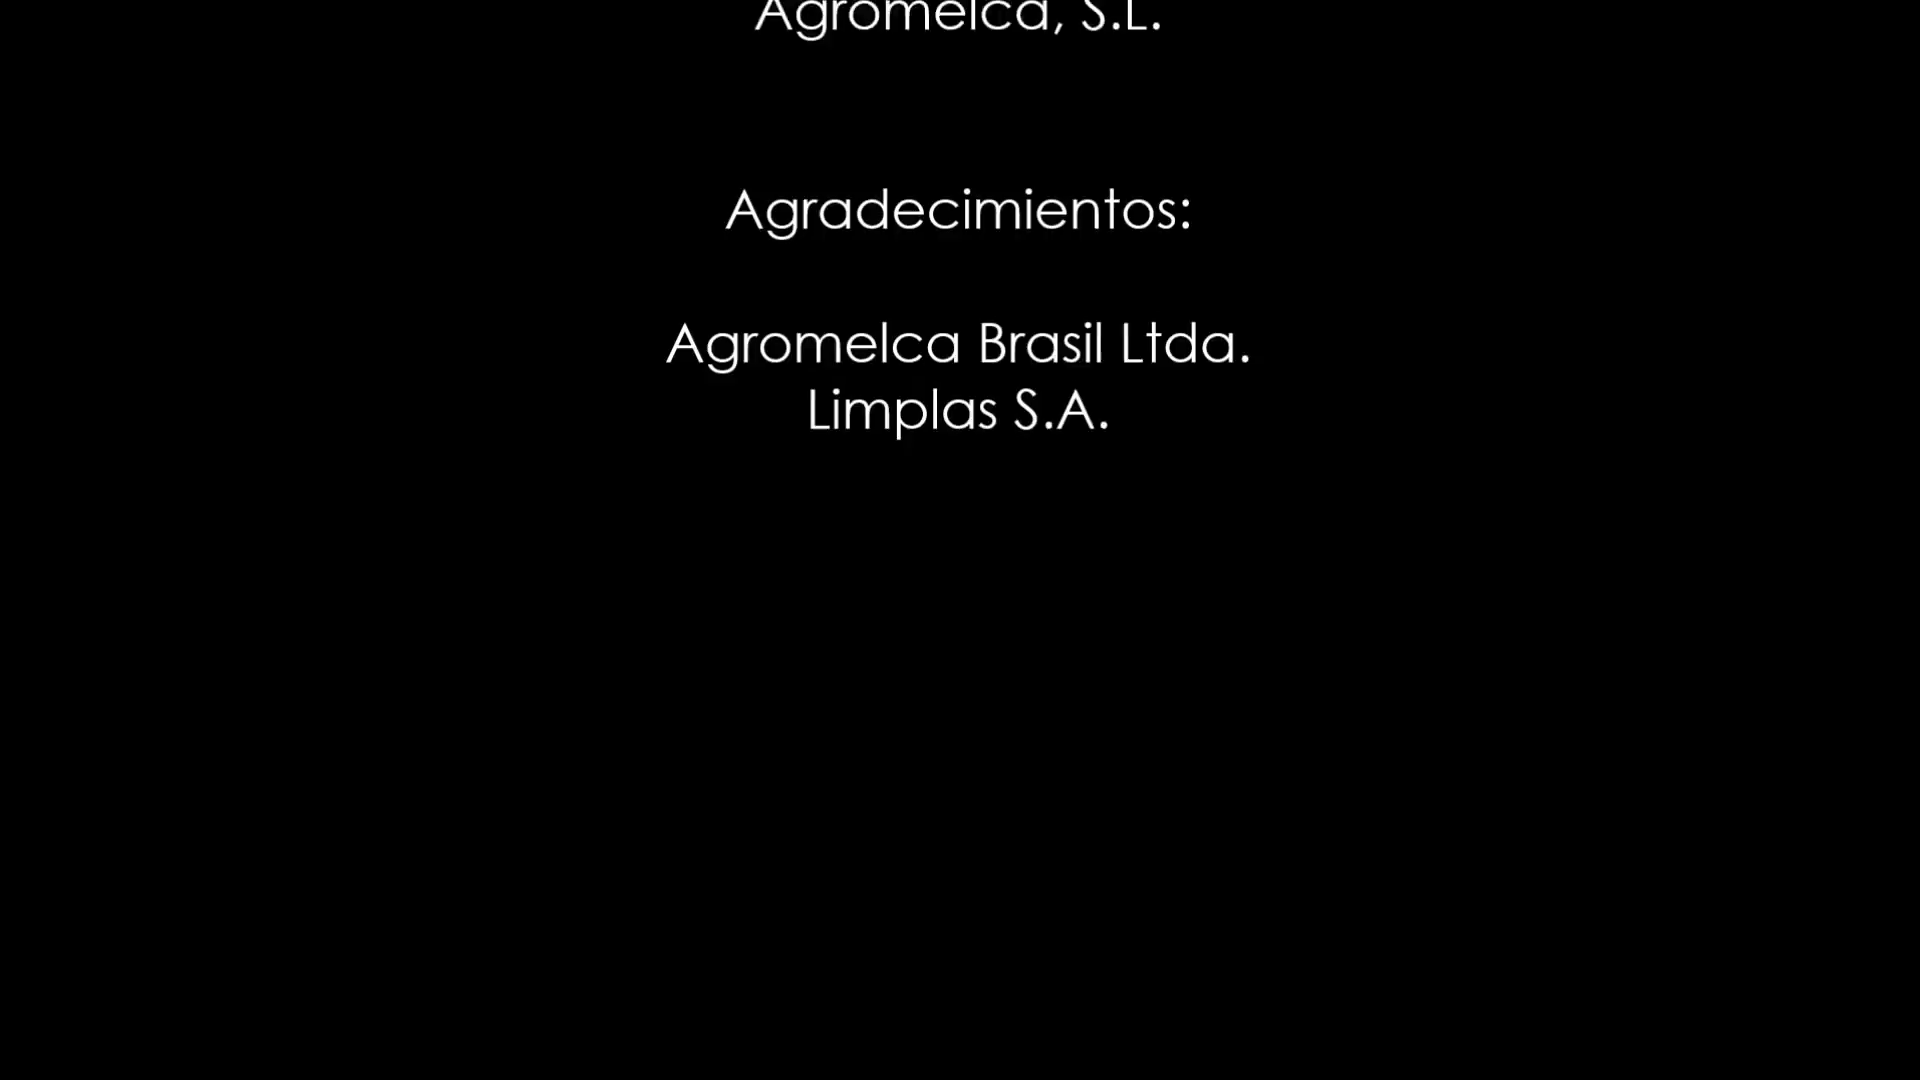 Agromelca, S.L.
Agradecimientos:
Agromelca Brasil Ltda.
Limplas S.A.